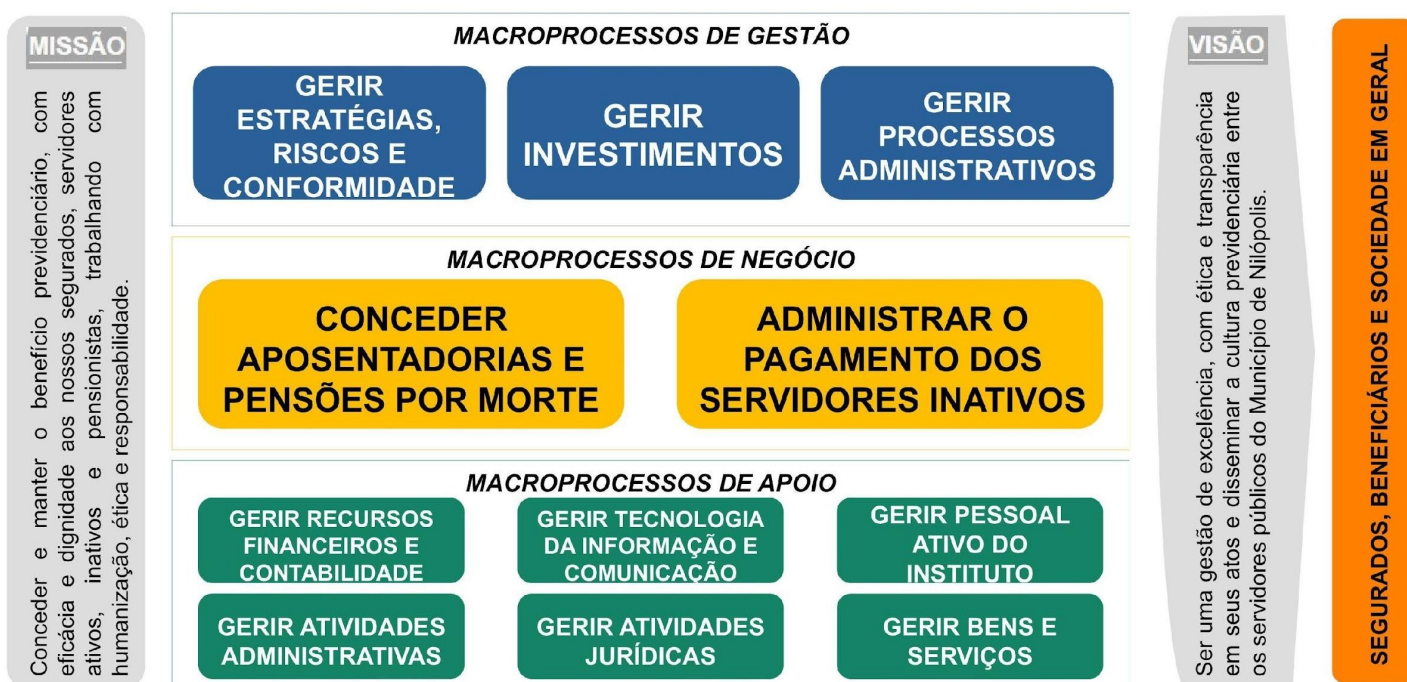 MISSÃO
Conceder e manter o benefício previdenciário, com
eficácia e dignidade aos nossos segurados, servidores
ativos, inativos e pensionistas, trabalhando com
humanização, ética e responsabilidade.
MACROPROCESSOS DE GESTÃO
GERIR
ESTRATÉGIAS,
RISCOS E
CONFORMIDADE
GERIR
INVESTIMENTOS
GERIR
PROCESSOS
ADMINISTRATIVOS
MACROPROCESSOS DE NEGÓCIO
CONCEDER
APOSENTADORIAS E
PENSÕES POR MORTE
ADMINISTRAR O
PAGAMENTO DOS
SERVIDORES INATIVOS
MACROPROCESSOS DE APOIO
GERIR RECURSOS
FINANCEIROS E
CONTABILIDADE
GERIR TECNOLOGIA
DA INFORMAÇÃO E
COMUNICAÇÃO
GERIR PESSOAL
ATIVO DO
INSTITUTO
GERIR ATIVIDADES
ADMINISTRATIVAS
GERIR ATIVIDADES
JURÍDICAS
GERIR BENS E
SERVIÇOS
VISÃO
Ser uma gestão de excelência, com ética e transparência
em seus atos e disseminar a cultura previdenciária entre
os servidores públicos do Município de Nilópolis.
SEGURADOS, BENEFICIÁRIOS E SOCIEDADE EM GERAL